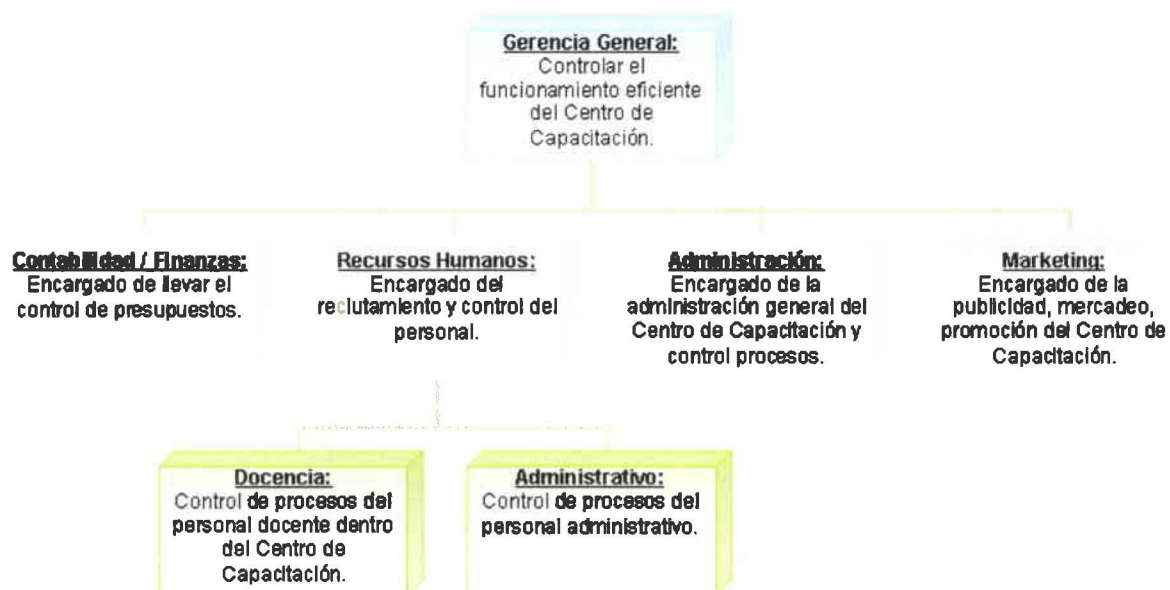 Gerencia General:
Controlar el
funcionamiento eficiente
del Centro de
Capacitación.
Contabilidad / Finanzas:
Encargado de llevar el
control de presupuestos.
Recursos Humanos:
Encargado del
reclutamiento y control del
personal.
Administración:
Encargado de la
administración general del
Centro de Capacitación y
control procesos.
Marketing:
Encargado de la
publicidad, mercadeo,
promoción del Centro de
Capacitación.
Docencia:
Control de procesos del
personal docente dentro
del Centro de
Capacitación.
Administrativo:
Control de procesos del
personal administrativo.